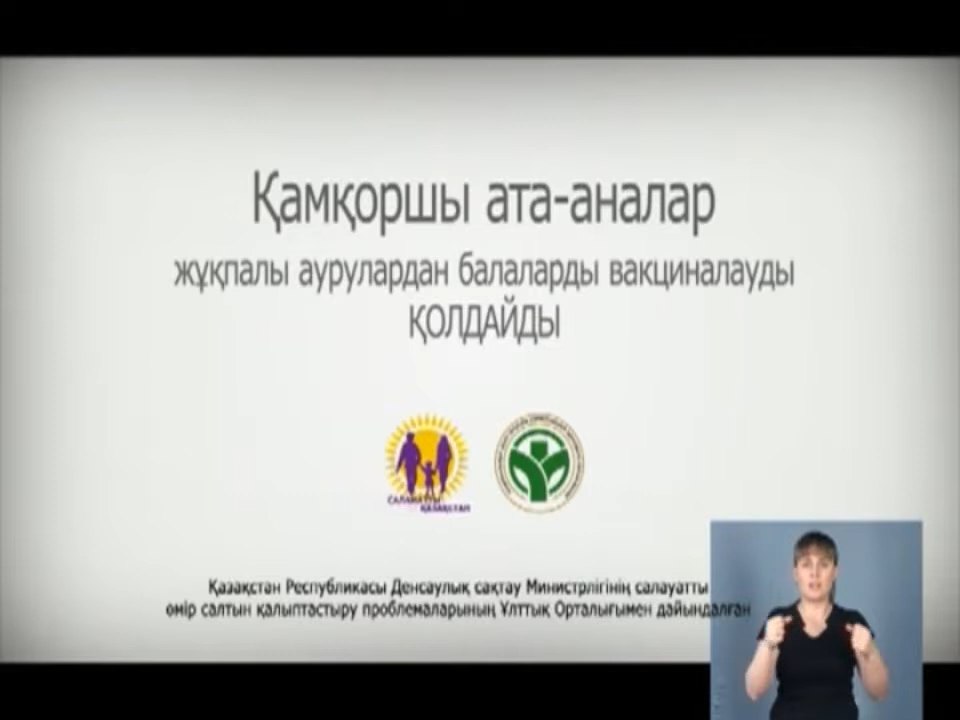 Қамқоршы ата-аналар
жұқпалы аурулардан балаларды вакциналауды
ҚОЛДАЙДЫ
САЛАМАТТЫ
ҚАЗАҚСТАН
Қазақстан Республикасы Денсаулық сақтау Министрлігінің салауатты
өмір салтын қалыптастыру проблемаларының Ұлттық Орталығымен дайындалған